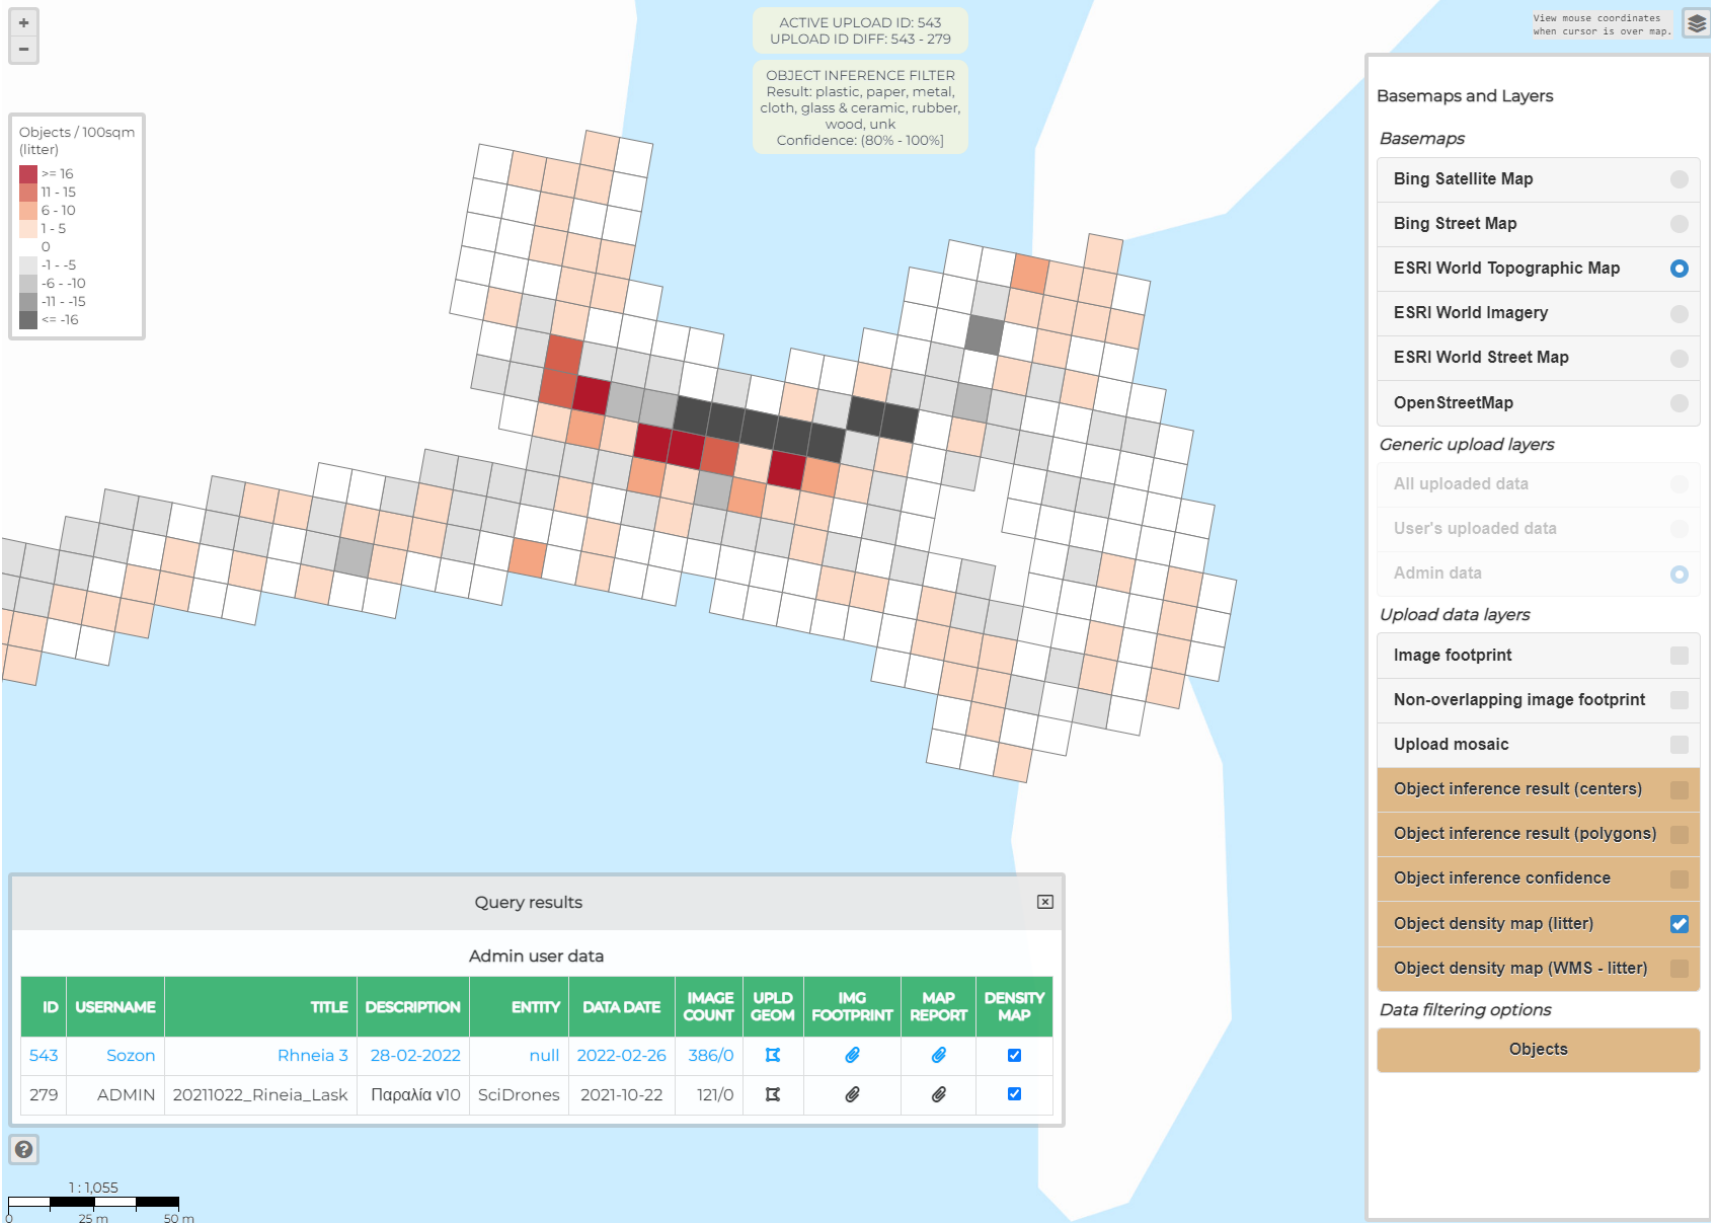 +
−
ACTIVE UPLOAD ID: 543
UPLOAD ID DIFF: 543 - 279
OBJECT INFERENCE FILTER
Result: plastic, paper, metal,
cloth, glass & ceramic, rubber,
wood, unk
Confidence: (80% - 100%]
View mouse coordinates
when cursor is over map.
Objects / 100sqm
(litter)
>= 16
11 - 15
6 - 10
1 - 5
0
-1 - -5
-6 - -10
-11 - -15
<= -16
Basemaps and Layers
Basemaps
Bing Satellite Map
Bing Street Map
ESRI World Topographic Map
ESRI World Imagery
ESRI World Street Map
OpenStreetMap
Generic upload layers
All uploaded data
User's uploaded data
Admin data
Upload data layers
Image footprint
Non-overlapping image footprint
Upload mosaic
Object inference result (centers)
Object inference result (polygons)
Object inference confidence
Object density map (litter)
Object density map (WMS - litter)
Data filtering options
Objects
Query results
Admin user data
ID USERNAME TITLE DESCRIPTION ENTITY DATA DATE IMAGE COUNT UPLD GEOM IMG FOOTPRINT MAP REPORT DENSITY MAP
543 Sozon Rhneia 3 28-02-2022 null 2022-02-26 386/0
279 ADMIN 20211022_Rineia_Lask Παραλία v10 SciDrones 2021-10-22 121/0
?
1 : 1,055
0 25 m 50 m